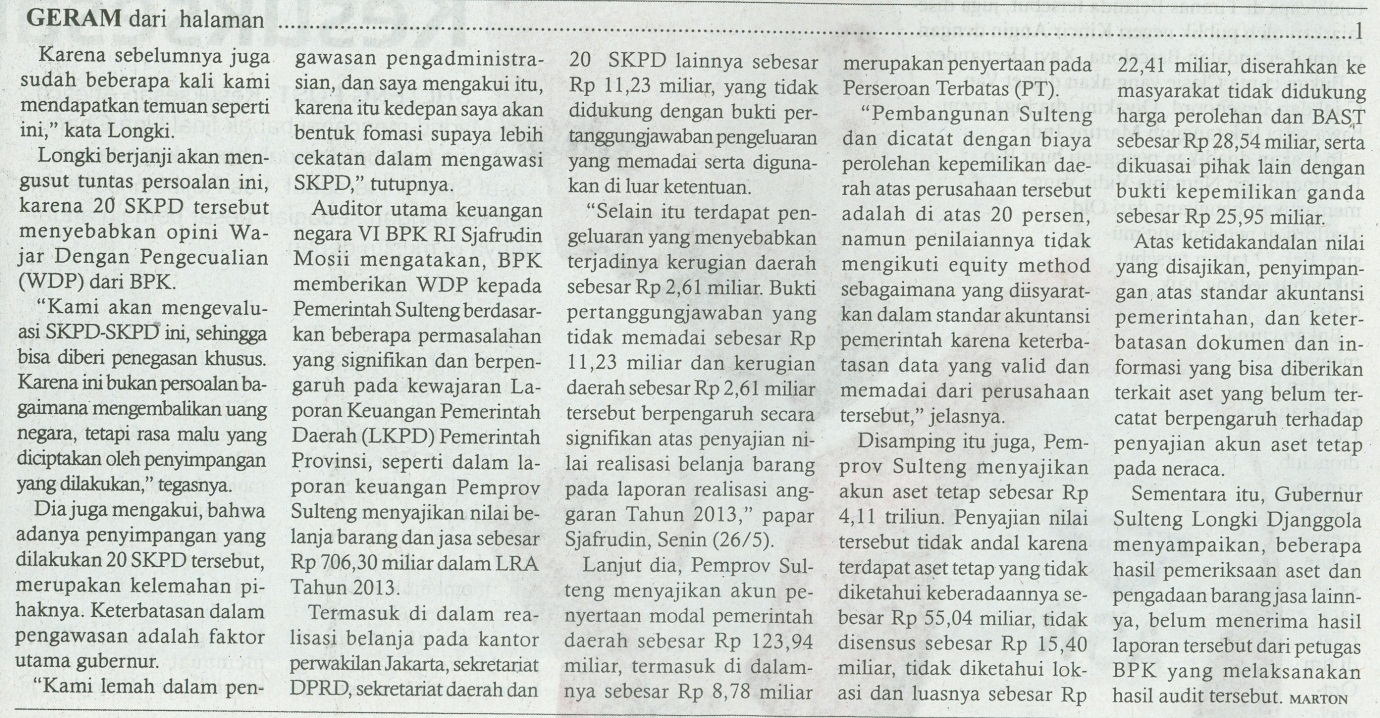 GERAM dari halaman ........ 1
Karena sebelumnya juga
sudah beberapa kali kami
mendapatkan temuan seperti
ini,” kata Longki.
Longki berjanji akan men-
gusut tuntas persoalan ini,
karena 20 SKPD tersebut
menyebabkan opini Wa-
jar Dengan Pengecualian
(WDP) dari BPK.
“Kami akan mengevalu-
asi SKPD-SKPD ini, sehingga
bisa diberi penegasan khusus.
Karena ini bukan persoalan ba-
gaimana mengembalikan uang
negara, tetapi rasa malu yang
diciptakan oleh penyimpangan
yang dilakukan,” tegasnya.
Dia juga mengakui, bahwa
adanya penyimpangan yang
dilakukan 20 SKPD tersebut,
merupakan kelemahan pi-
haknya. Keterbatasan dalam
pengawasan adalah faktor
utama gubernur.
“Kami lemah dalam pen-
gawasan pengadministra-
sian, dan saya mengakui itu,
karena itu kedepan saya akan
bentuk fomasi supaya lebih
cekatan dalam mengawasi
SKPD,” tutupnya.
Auditor utama keuangan
negara VI BPK RI Sjafrudin
Mosii mengatakan, BPK
memberikan WDP kepada
Pemerintah Sulteng berdasar-
kan beberapa permasalahan
yang signifikan dan berpen-
garuh pada kewajaran La-
poran Keuangan Pemerintah
Daerah (LKPD) Pemerintah
Provinsi, seperti dalam la-
poran keuangan Pemprov
Sulteng menyajikan nilai be-
lanja barang dan jasa sebesar
Rp 706,30 miliar dalam LRA
Tahun 2013.
Termasuk di dalam rea-
lisasi belanja pada kantor
perwakilan Jakarta, sekretariat
DPRD, sekretariat daerah dan
20 SKPD lainnya sebesar
Rp 11,23 miliar, yang tidak
didukung dengan bukti per-
tanggungjawaban pengeluaran
yang memadai serta diguna-
kan di luar ketentuan.
“Selain itu terdapat pen-
geluaran yang menyebabkan
terjadinya kerugian daerah
sebesar Rp 2,61 miliar. Bukti
pertanggungjawaban yang
tidak memadai sebesar Rp
11,23 miliar dan kerugian
daerah sebesar Rp 2,61 miliar
tersebut berpengaruh secara
signifikan atas penyajian ni-
lai realisasi belanja barang
pada laporan realisasi ang-
garan Tahun 2013,” papar
Sjafrudin, Senin (26/5).
Lanjut dia, Pemprov Sul-
teng menyajikan akun pe-
nyertaan modal pemerintah
daerah sebesar Rp 123,94
miliar, termasuk di dalam-
nya sebesar Rp 8,78 miliar
merupakan penyertaan pada
Perseroan Terbatas (PT).
“Pembangunan Sulteng
dan dicatat dengan biaya
perolehan kepemilikan dae-
rah atas perusahaan tersebut
adalah di atas 20 persen,
namun penilaiannya tidak
mengikuti equity method
sebagaimana yang diisyarat-
kan dalam standar akuntansi
pemerintah karena keterba-
tasan data yang valid dan
memadai dari perusahaan
tersebut,” jelasnya.
Disamping itu juga, Pem-
prov Sulteng menyajikan
akun aset tetap sebesar Rp
4,11 triliun. Penyajian nilai
tersebut tidak andal karena
terdapat aset tetap yang tidak
diketahui keberadaannya se-
besar Rp 55,04 miliar, tidak
disensus sebesar Rp 15,40
miliar, tidak diketahui lok-
asi dan luasnya sebesar Rp
22,41 miliar, diserahkan ke
masyarakat tidak didukung
harga perolehan dan BAST
sebesar Rp 28,54 miliar, serta
dikuasai pihak lain dengan
bukti kepemilikan ganda
sebesar Rp 25,95 miliar.
Atas ketidakandalan nilai
yang disajikan, penyimpan-
gan atas standar akuntansi
pemerintahan, dan keter-
batasan dokumen dan in-
formasi yang bisa diberikan
terkait aset yang belum ter-
catat berpengaruh terhadap
penyajian akun aset tetap
pada neraca.
Sementara itu, Gubernur
Sulteng Longki Djanggola
menyampaikan, beberapa
hasil pemeriksaan aset dan
pengadaan barang jasa lainn-
ya, belum menerima hasil
laporan tersebut dari petugas
BPK yang melaksanakan
hasil audit tersebut. MARTON